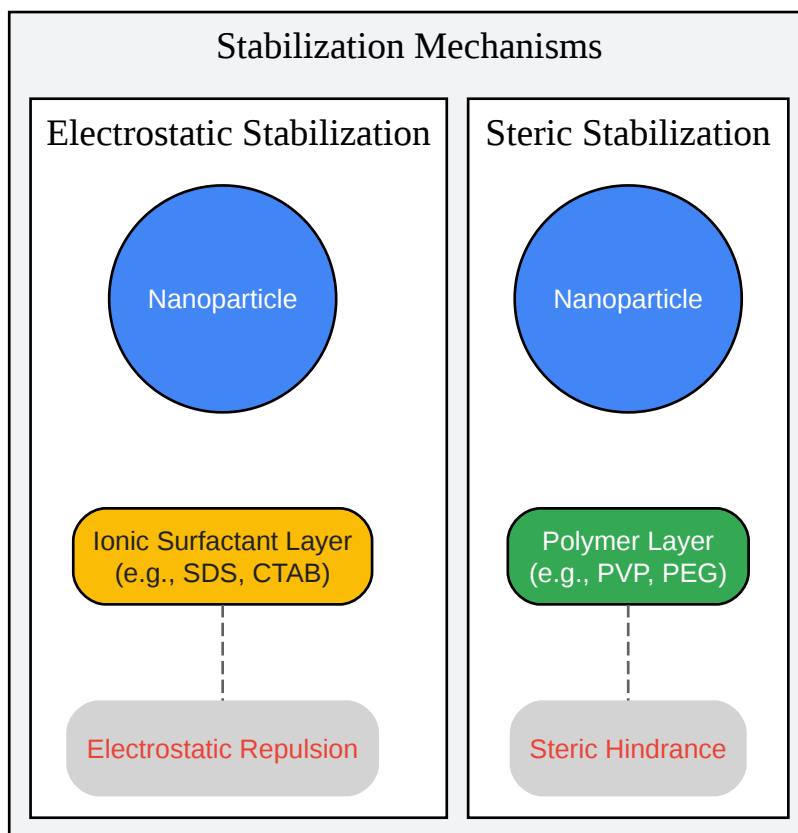 Stabilization Mechanisms
Electrostatic Stabilization
Nanoparticle
Ionic Surfactant Layer
(e.g., SDS, CTAB)
Electrostatic Repulsion
Steric Stabilization
Nanoparticle
Polymer Layer
(e.g., PVP, PEG)
Steric Hindrance